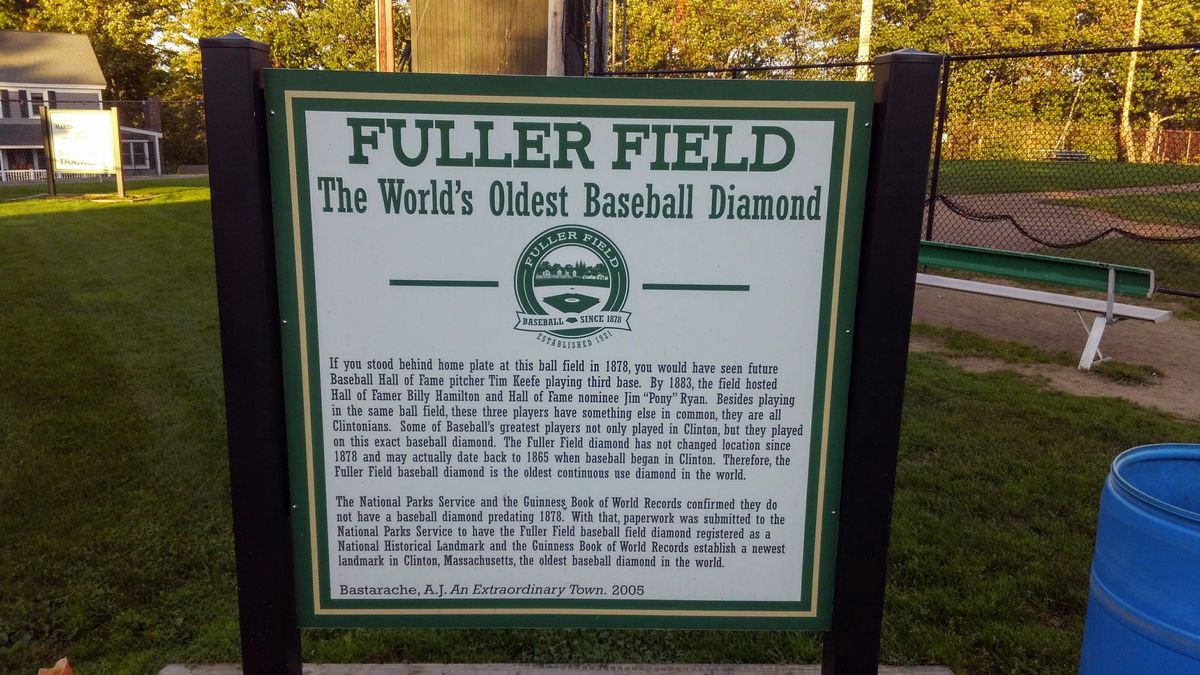 FULLER FIELD
The World's Oldest Baseball Diamond
FULLER FIELD
BASEBALL SINCE 1878
ESTABLISHED 1921
If you stood behind home plate at this ball field in 1878, you would have seen future
Baseball Hall of Fame pitcher Tim Keefe playing third base. By 1883, the field hosted
Hall of Famer Billy Hamilton and Hall of Fame nominee Jim "Pony" Ryan. Besides playing
in the same ball field, these three players have something else in common, they are all
Clintonians. Some of Baseball's greatest players not only played in Clinton, but they played
on this exact baseball diamond. The Fuller Field diamond has not changed location since
1878 and may actually date back to 1865 when baseball began in Clinton. Therefore, the
Fuller Field baseball diamond is the oldest continuous use diamond in the world.
The National Parks Service and the Guinness Book of World Records confirmed they do
not have a baseball diamond predating 1878. With that, paperwork was submitted to the
National Parks Service to have the Fuller Field baseball field diamond registered as a
National Historical Landmark and the Guinness Book of World Records establish a newest
landmark in Clinton, Massachusetts, the oldest baseball diamond in the world.
Bastarache, A.J. An Extraordinary Town. 2005
DIAMOND